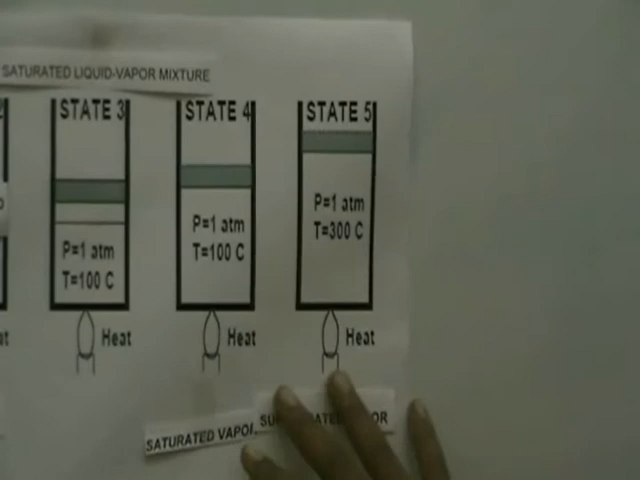 SATURATED LIQUID-VAPOR MIXTURE
STATE 3
STATE 4
STATE 5
P=1 atm
T=100 C
P=1 atm
T=100 C
P=1 atm
T=300 C
Heat
Heat
Heat
SATURATED